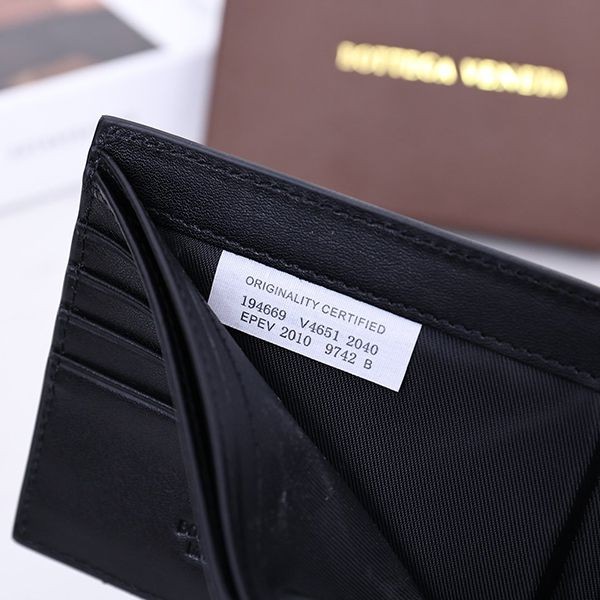 BOTTEGA VENETA
ORIGINALITY CERTIFIED
194669 V4651 2040
EPEV 2010 9742 B